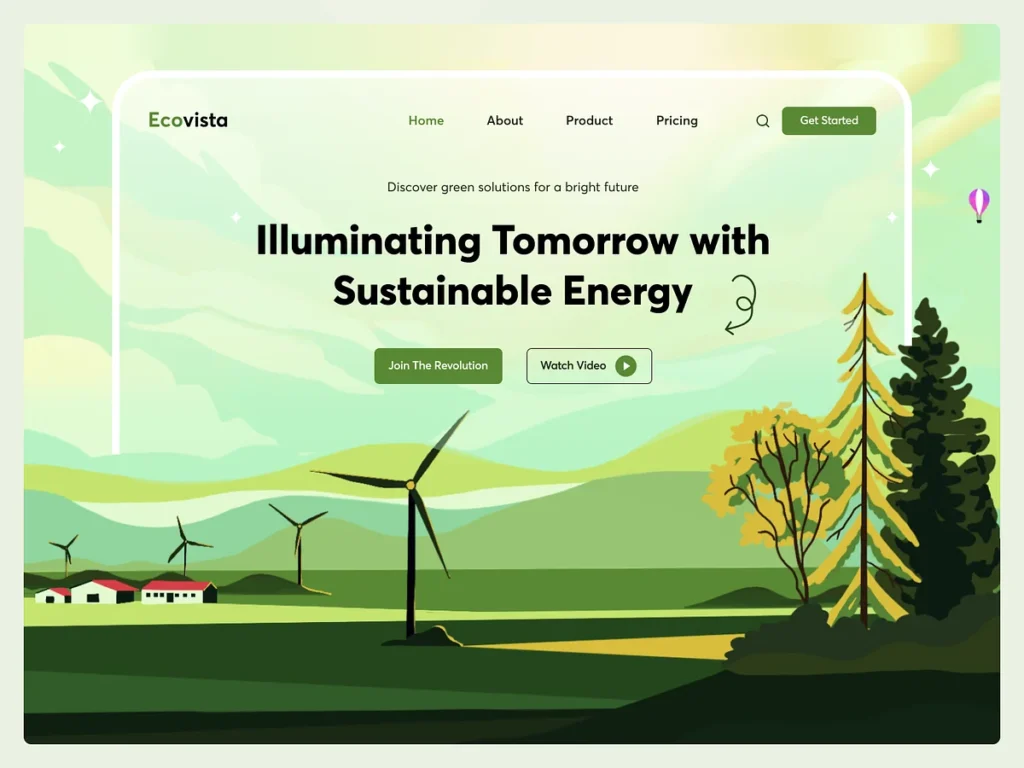 Ecovista
Home
About
Product
Pricing
Get Started
Discover green solutions for a bright future
Illuminating Tomorrow with
Sustainable Energy
Join The Revolution
Watch Video